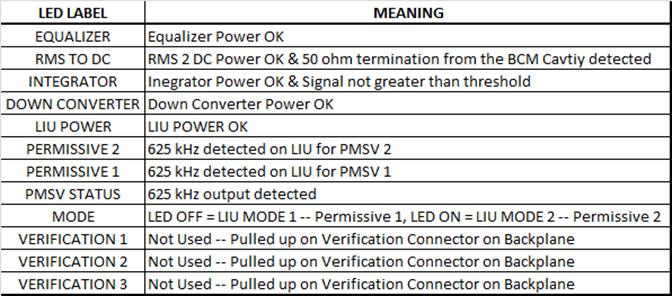 LED LABEL MEANING
EQUALIZER Equalizer Power OK
RMS TO DC RMS 2 DC Power OK & 50 ohm termination from the BCM Cavtiy detected
INTEGRATOR Inegrator Power OK & Signal not greater than threshold
DOWN CONVERTER Down Converter Power OK
LIU POWER LIU POWER OK
PERMISSIVE 2 625 kHz detected on LIU for PMSV 2
PERMISSIVE 1 625 kHz detected on LIU for PMSV 1
PMSV STATUS 625 kHz output detected
MODE LED OFF = LIU MODE 1 -- Permissive 1, LED ON = LIU MODE 2 -- Permissive 2
VERIFICATION 1 Not Used -- Pulled up on Verification Connector on Backplane
VERIFICATION 2 Not Used -- Pulled up on Verification Connector on Backplane
VERIFICATION 3 Not Used -- Pulled up on Verification Connector on Backplane